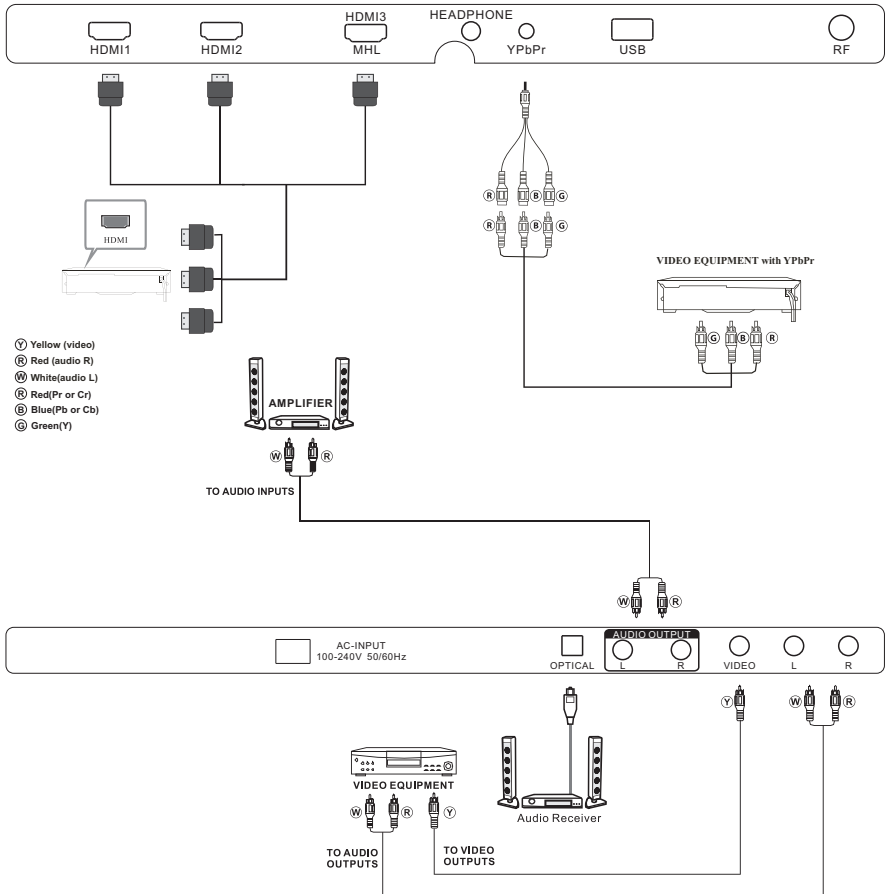 HDMI1
HDMI2
HDMI3
MHL
HEADPHONE
YPbPr
USB
RF
R B G
R B G
HDMI
VIDEO EQUIPMENT with YPbPr
G B R
Y Yellow (video)
R Red (audio R)
W White(audio L)
R Red(Pr or Cr)
B Blue(Pb or Cb)
G Green(Y)
AMPLIFIER
W R
TO AUDIO INPUTS
W R
AC-INPUT
100-240V 50/60Hz
OPTICAL
AUDIO OUTPUT
L
R
VIDEO
L
R
Y
W R
VIDEO EQUIPMENT
W R Y
Audio Receiver
TO AUDIO
OUTPUTS
TO VIDEO
OUTPUTS